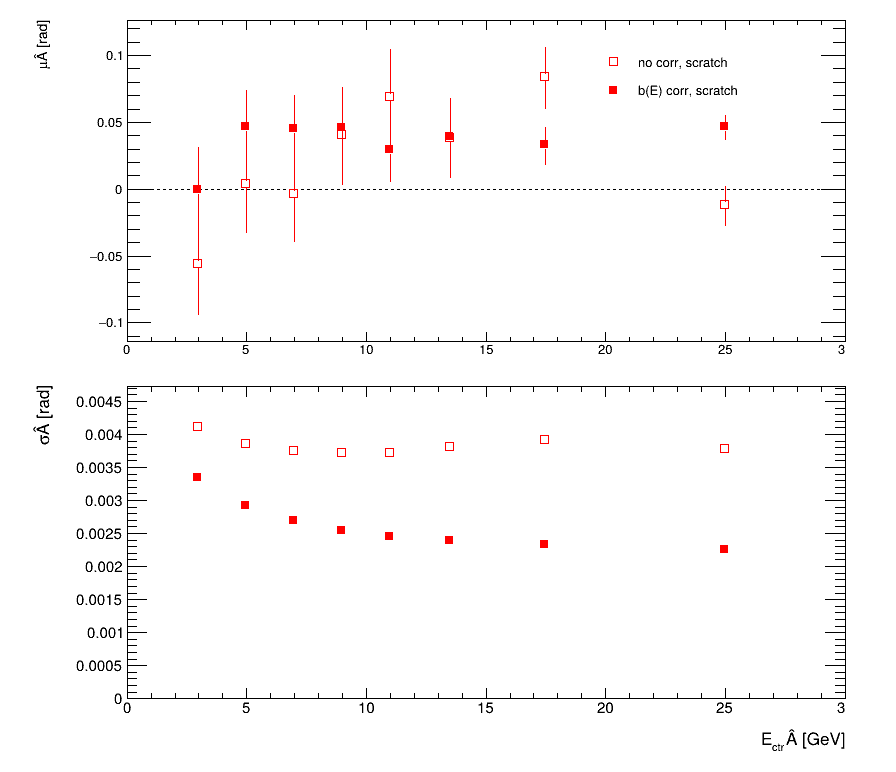 μÂ [rad]
0.1
0.05
0
−0.05
−0.1
no corr, scratch
b(E) corr, scratch
0 5 10 15 20 25 3
σÂ [rad]
0.0045
0.004
0.0035
0.003
0.0025
0.002
0.0015
0.001
0.0005
0
0 5 10 15 20 25 3
E_ctr Â [GeV]